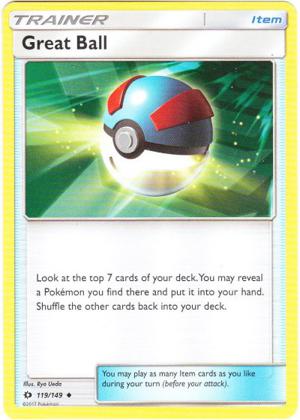 TRAINER Item
Great Ball
Look at the top 7 cards of your deck. You may reveal
a Pokémon you find there and put it into your hand.
Shuffle the other cards back into your deck.
Illus. Ryo Ueda
You may play as many Item cards as you like
during your turn (before your attack).
119/149
©2017 Pokémon